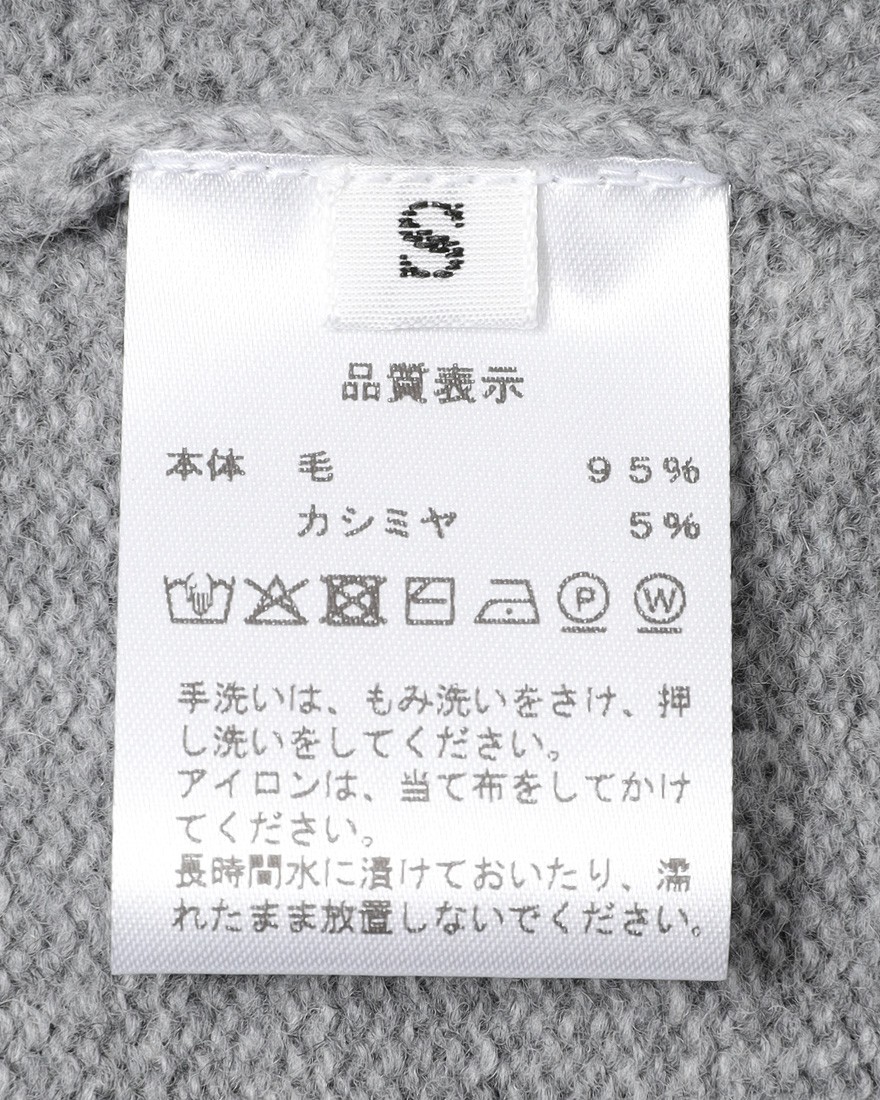 S
品質表示
本体　毛　９５％
カシミヤ　５％
P W
手洗いは、もみ洗いをさけ、押
し洗いをしてください。
アイロンは、当て布をしてかけ
てください。
長時間水に漬けておいたり、濡
れたまま放置しないでください。